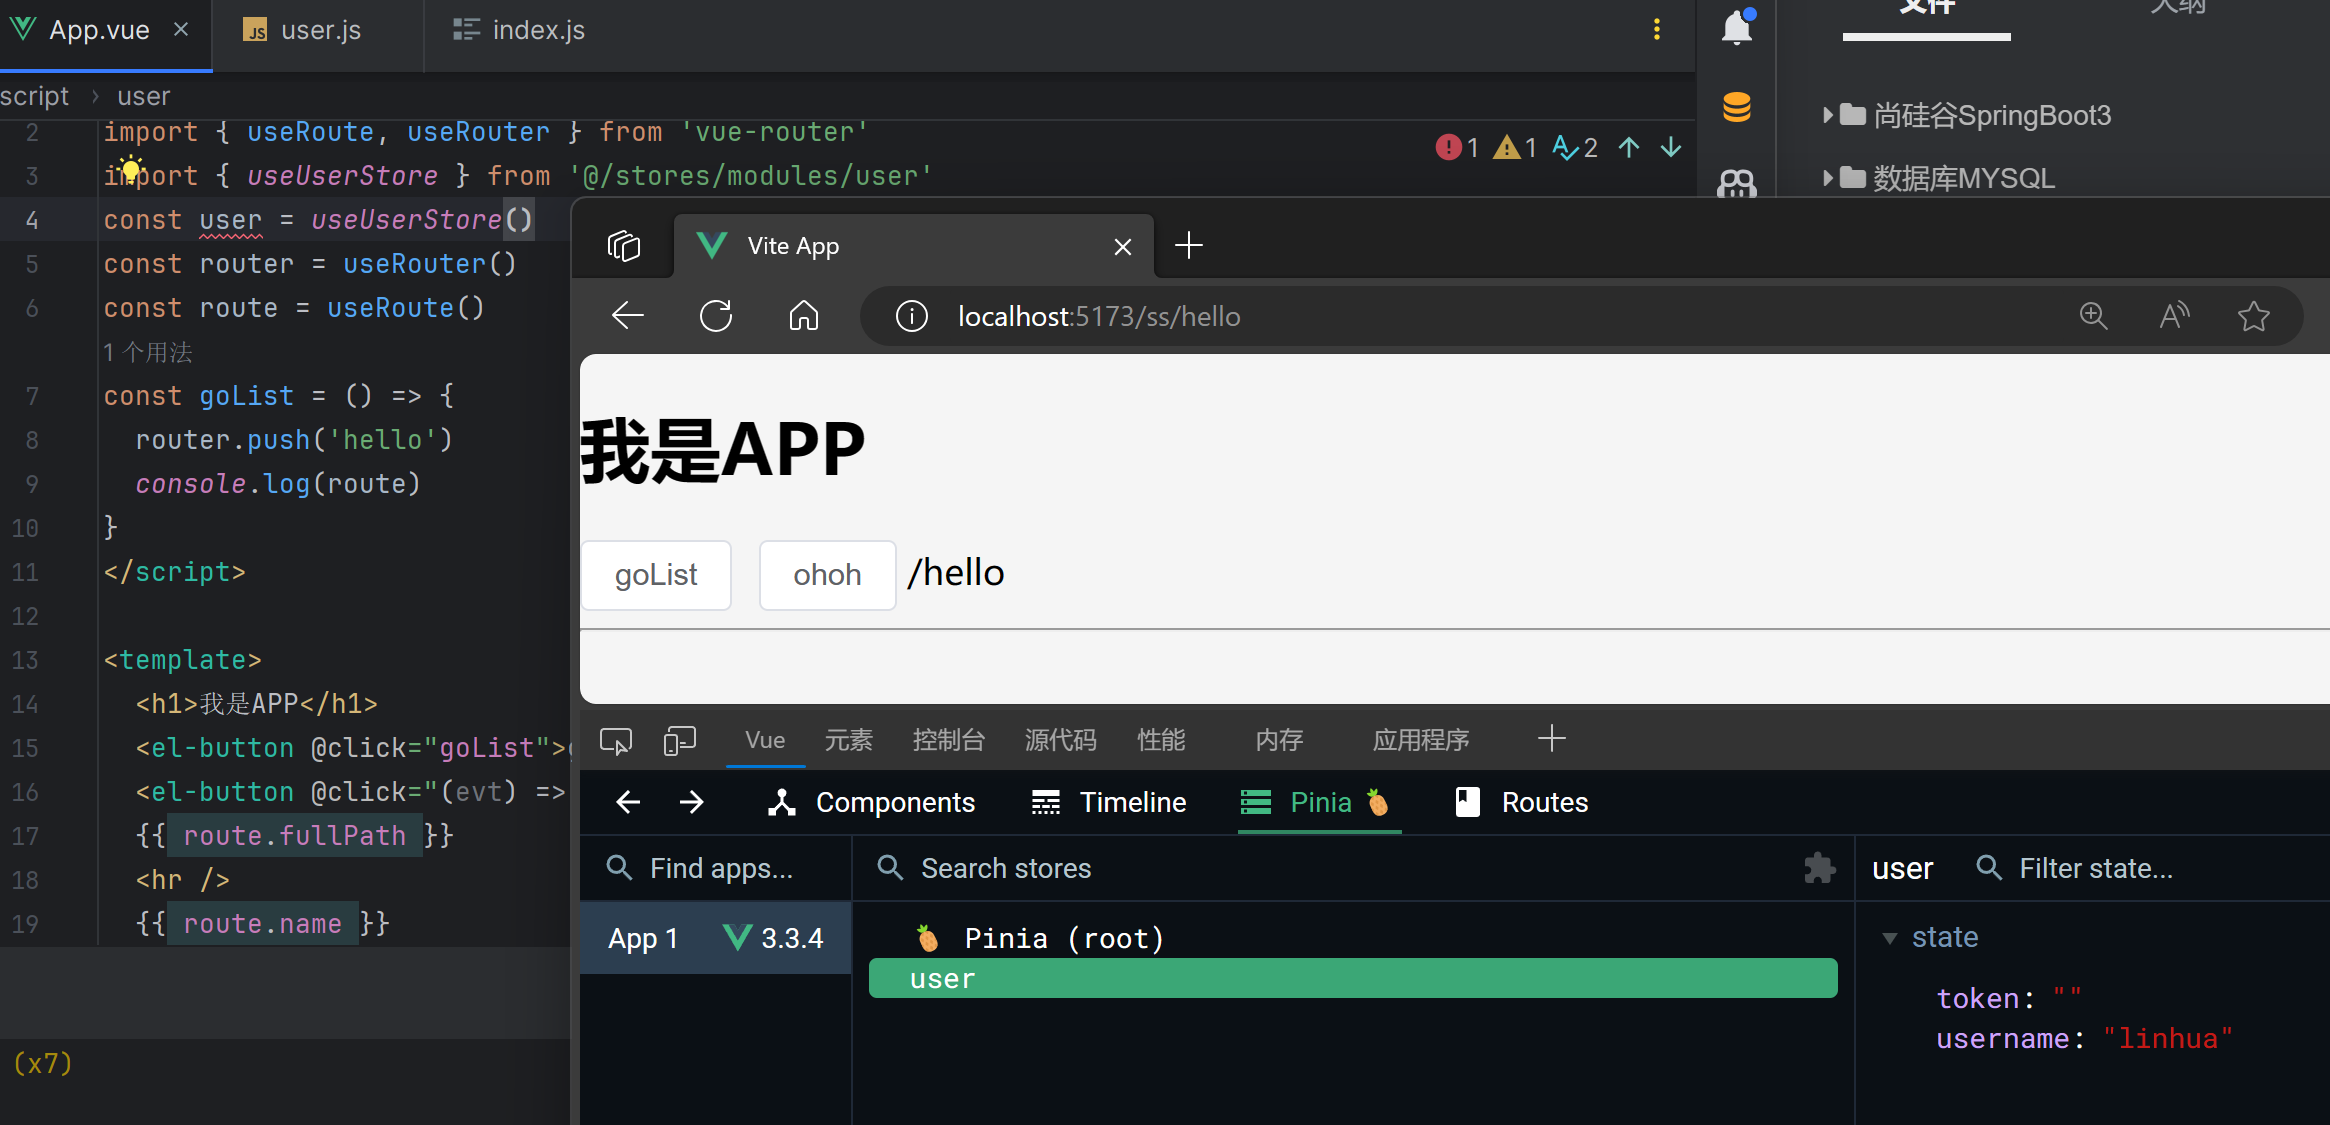 App.vue
user.js
index.js
script › user
2 import { useRoute, useRouter } from 'vue-router'
3 import { useUserStore } from '@/stores/modules/user'
4 const user = useUserStore()
5 const router = useRouter()
6 const route = useRoute()
1 个用法
7 const goList = () => {
8 router.push('hello')
9 console.log(route)
10 }
11 </script>
12
13 <template>
14 <h1>我是APP</h1>
15 <el-button @click="goList">
16 <el-button @click="(evt) =>
17 {{ route.fullPath }}
18 <hr />
19 {{ route.name }}
(x7)
1 1 2
文件
大纲
尚硅谷SpringBoot3
数据库MYSQL
Vite App
localhost:5173/ss/hello
我是APP
goList
ohoh
/hello
Vue
元素
控制台
源代码
性能
内存
应用程序
Components
Timeline
Pinia 🍍
Routes
Find apps...
Search stores
user
Filter state...
App 1
3.3.4
🍍 Pinia (root)
user
state
token: ""
username: "linhua"